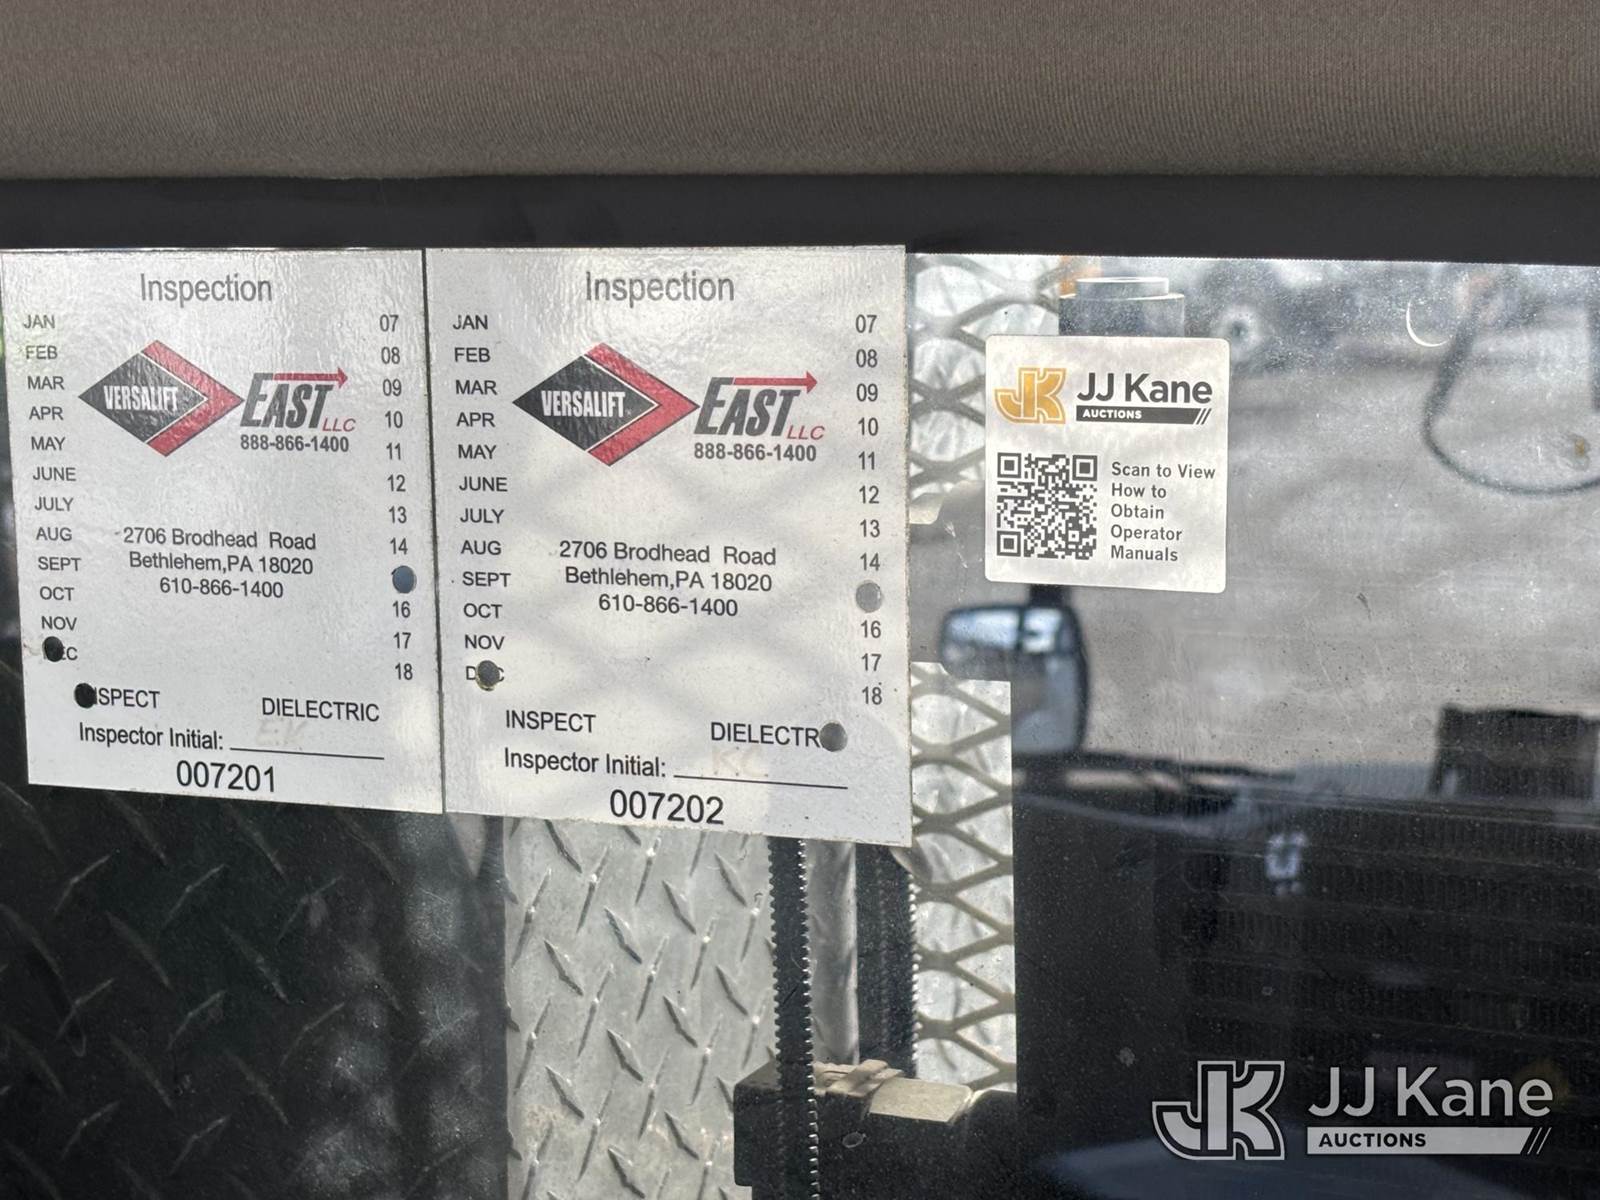 Inspection
JAN
FEB
MAR
APR
MAY
JUNE
JULY
AUG
SEPT
OCT
NOV
07
08
09
10
11
12
13
14
16
17
18
VERSALIFT
EAST LLC
888-866-1400
2706 Brodhead Road
Bethlehem,PA 18020
610-866-1400
DIELECTRIC
Inspector Initial:
007201
Inspection
JAN
FEB
MAR
APR
MAY
JUNE
JULY
AUG
SEPT
OCT
NOV
07
08
09
10
11
12
13
14
16
17
18
VERSALIFT
EAST LLC
888-866-1400
2706 Brodhead Road
Bethlehem,PA 18020
610-866-1400
INSPECT
Inspector Initial: KC
007202
JJ Kane
AUCTIONS
Scan to View
How to
Obtain
Operator
Manuals
JJ Kane
AUCTIONS